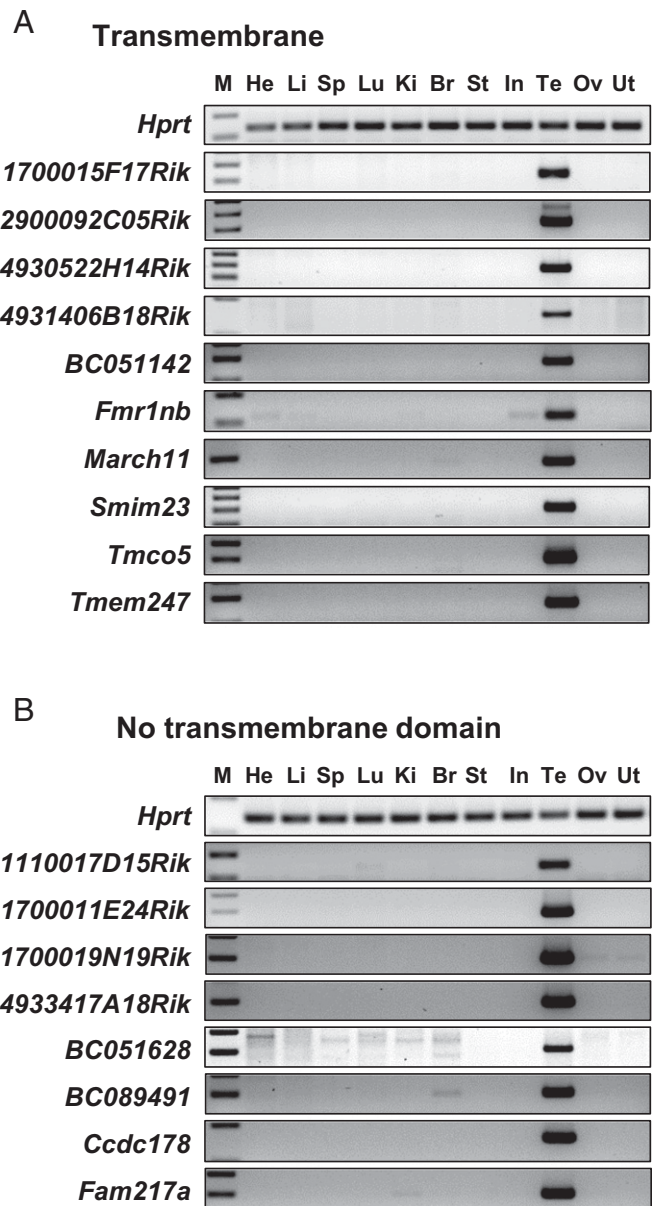 A
Transmembrane
M He Li Sp Lu Ki Br St In Te Ov Ut
Hprt
1700015F17Rik
2900092C05Rik
4930522H14Rik
4931406B18Rik
BC051142
Fmr1nb
March11
Smim23
Tmco5
Tmem247
B
No transmembrane domain
M He Li Sp Lu Ki Br St In Te Ov Ut
Hprt
1110017D15Rik
1700011E24Rik
1700019N19Rik
4933417A18Rik
BC051628
BC089491
Ccdc178
Fam217a